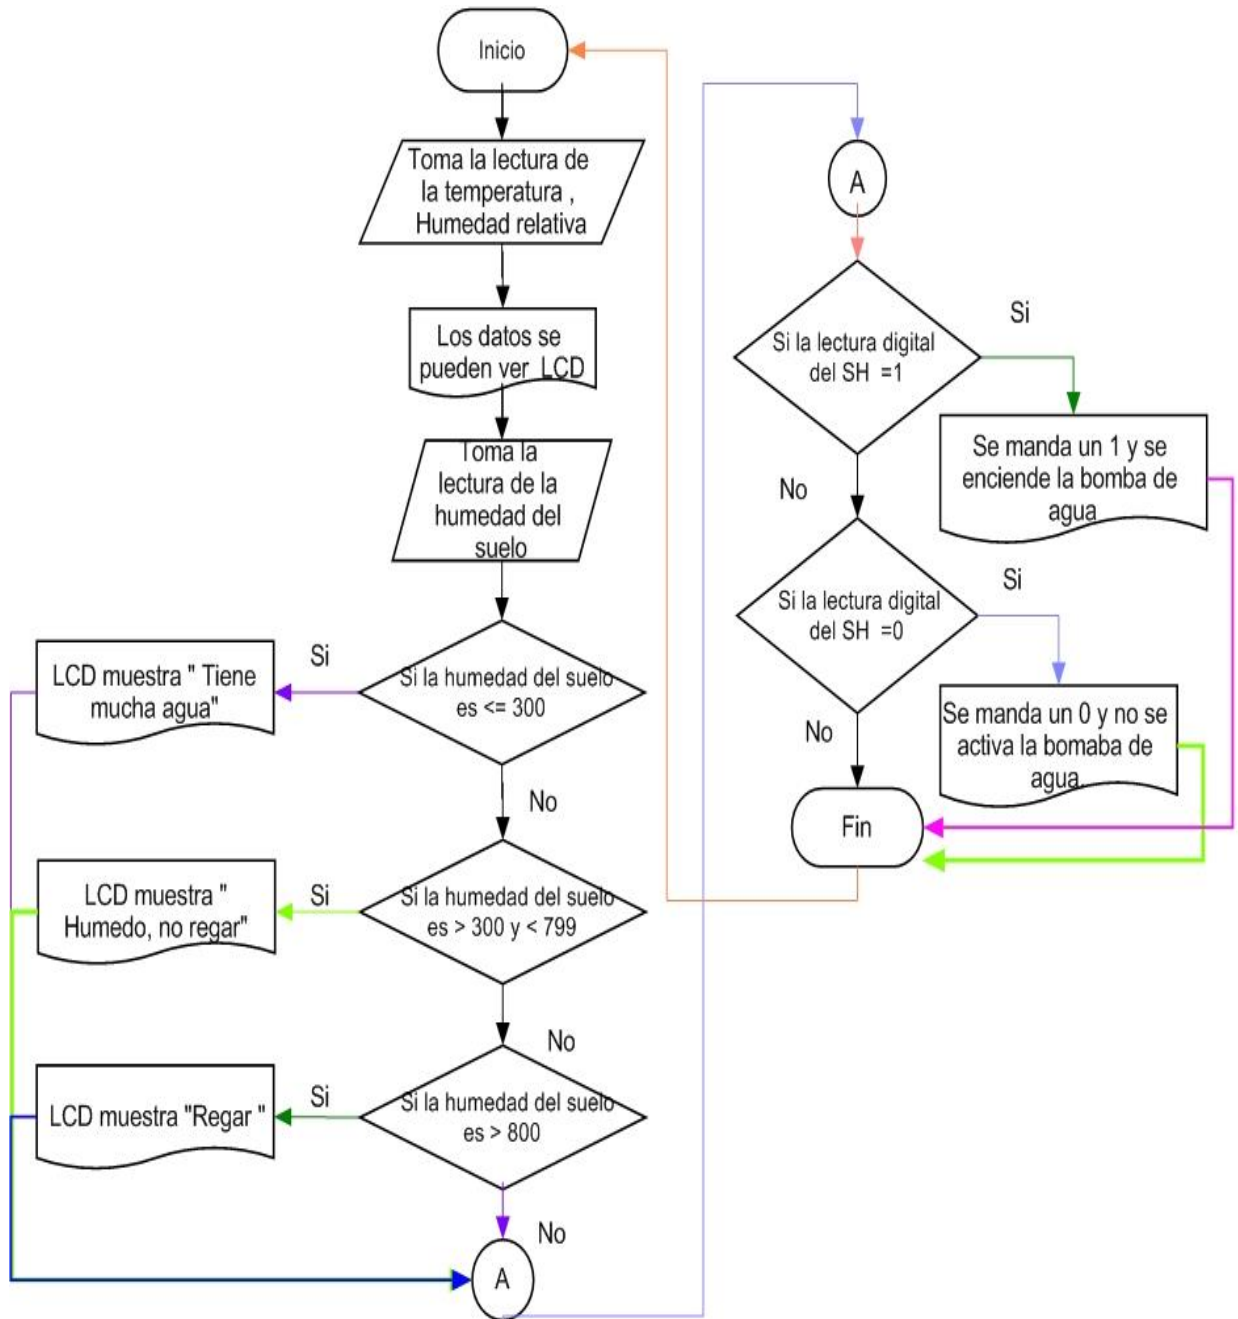 Inicio
Toma la lectura de
la temperatura ,
Humedad relativa
Los datos se
pueden ver LCD
Toma la
lectura de la
humedad del
suelo
Si la humedad del suelo
es <= 300
Si
LCD muestra " Tiene
mucha agua"
No
Si la humedad del suelo
es > 300 y < 799
Si
LCD muestra "
Humedo, no regar"
No
Si la humedad del suelo
es > 800
Si
LCD muestra "Regar "
No
A
A
Si la lectura digital
del SH =1
Si
Se manda un 1 y se
enciende la bomba de
agua
No
Si la lectura digital
del SH =0
Si
Se manda un 0 y no se
activa la bomaba de
agua.
No
Fin